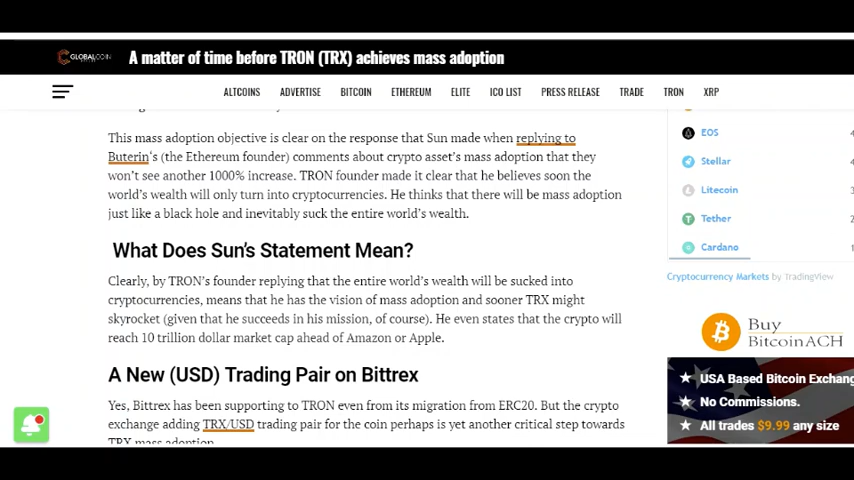 GLOBALCOIN
A matter of time before TRON (TRX) achieves mass adoption
ALTCOINS ADVERTISE BITCOIN ETHEREUM ELITE ICO LIST PRESS RELEASE TRADE TRON XRP
This mass adoption objective is clear on the response that Sun made when replying to
Buterin's (the Ethereum founder) comments about crypto asset's mass adoption that they
won't see another 1000% increase. TRON founder made it clear that he believes soon the
world's wealth will only turn into cryptocurrencies. He thinks that there will be mass adoption
just like a black hole and inevitably suck the entire world's wealth.
What Does Sun's Statement Mean?
Clearly, by TRON's founder replying that the entire world's wealth will be sucked into
cryptocurrencies, means that he has the vision of mass adoption and sooner TRX might
skyrocket (given that he succeeds in his mission, of course). He even states that the crypto will
reach 10 trillion dollar market cap ahead of Amazon or Apple.
A New (USD) Trading Pair on Bittrex
Yes, Bittrex has been supporting to TRON even from its migration from ERC20. But the crypto
exchange adding TRX/USD trading pair for the coin perhaps is yet another critical step towards
TRX mass adoption.
EOS 4
Stellar 4
Litecoin 3
Tether 2
Cardano 1
Cryptocurrency Markets by TradingView
Buy
BitcoinACH
★ USA Based Bitcoin Exchang
★ No Commissions.
★ All trades $9.99 any size